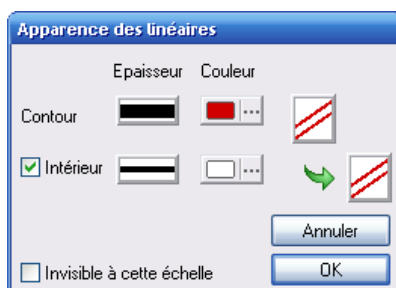 Apparence des linéaires
Epaisseur Couleur
Contour
...
Intérieur
...
Annuler
Invisible à cette échelle
OK